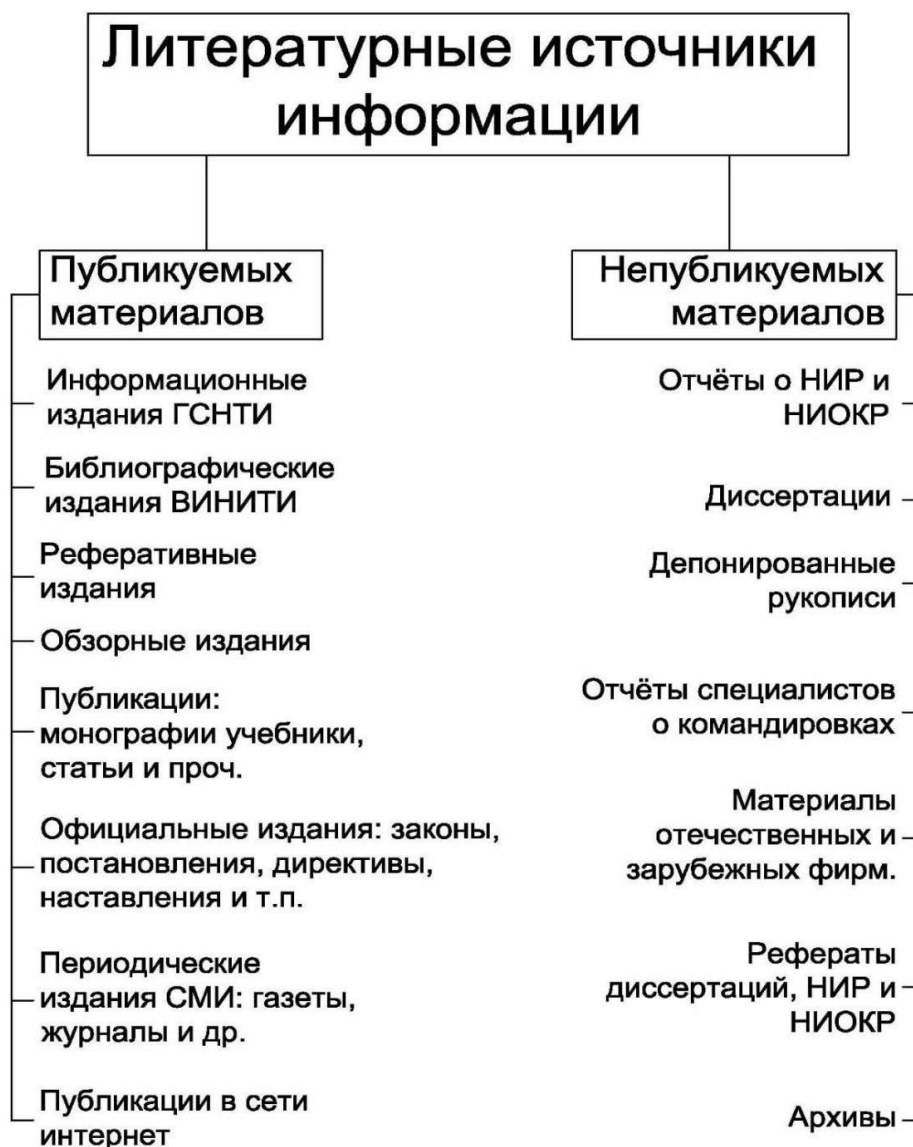 Литературные источники
информации
Публикуемых
материалов
Информационные
издания ГСНТИ
Библиографические
издания ВИНИТИ
Реферативные
издания
Обзорные издания
Публикации:
монографии учебники,
статьи и проч.
Официальные издания: законы,
постановления, директивы,
наставления и т.п.
Периодические
издания СМИ: газеты,
журналы и др.
Публикации в сети
интернет
Непубликуемых
материалов
Отчёты о НИР и
НИОКР
Диссертации
Депонированные
рукописи
Отчёты специалистов
о командировках
Материалы
отечественных и
зарубежных фирм.
Рефераты
диссертаций, НИР и
НИОКР
Архивы